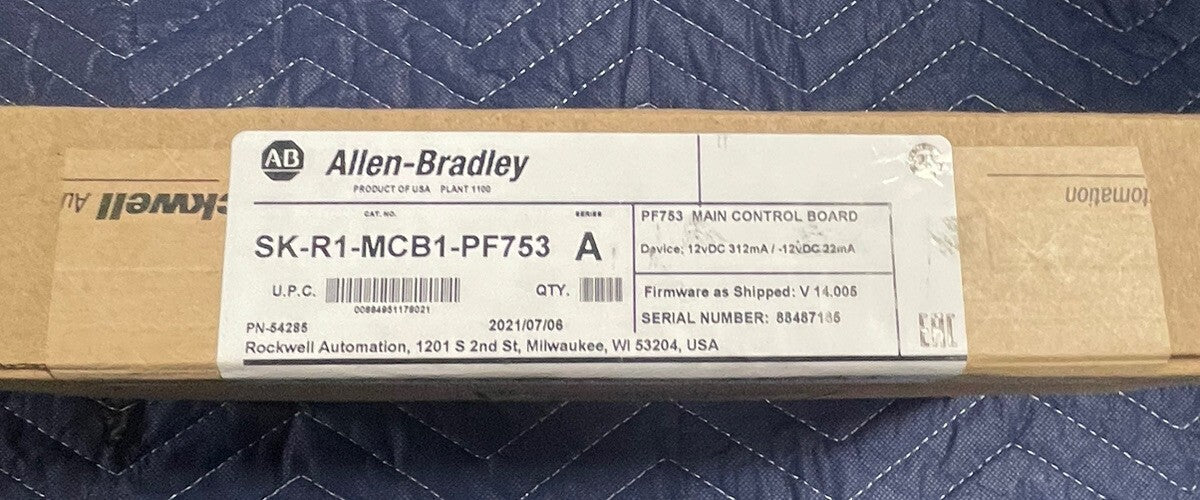 AB Allen-Bradley
PRODUCT OF USA PLANT 1100
CAT. NO.
SERIES
SK-R1-MCB1-PF753 A
U.P.C.
QTY.
00884951178021
PN-54285
2021/07/06
Rockwell Automation, 1201 S 2nd St, Milwaukee, WI 53204, USA
PF753 MAIN CONTROL BOARD
Device; 12vDC 312mA / -12vDC 22mA
Firmware as Shipped: V 14.005
SERIAL NUMBER: 88487185
EAC
ckwell Au
tomation